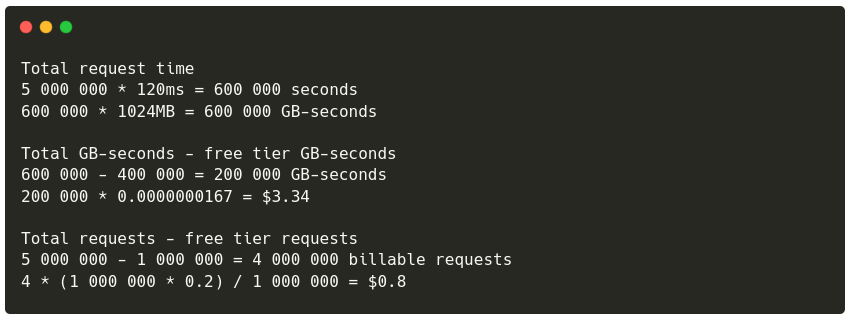 Total request time
5 000 000 * 120ms = 600 000 seconds
600 000 * 1024MB = 600 000 GB-seconds
Total GB-seconds - free tier GB-seconds
600 000 - 400 000 = 200 000 GB-seconds
200 000 * 0.0000000167 = $3.34
Total requests - free tier requests
5 000 000 - 1 000 000 = 4 000 000 billable requests
4 * (1 000 000 * 0.2) / 1 000 000 = $0.8